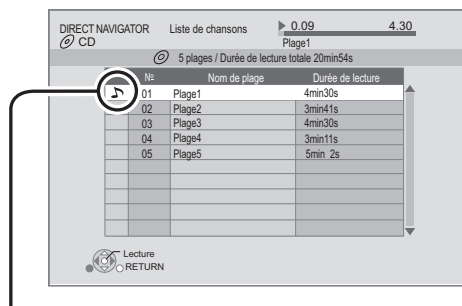 DIRECT NAVIGATOR Liste de chansons 0.09 4.30
CD Plage1
5 plages / Durée de lecture totale 20min54s
Nº Nom de plage Durée de lecture
01 Plage1 4min30s
02 Plage2 3min41s
03 Plage3 4min30s
04 Plage4 3min11s
05 Plage5 5min 2s
Lecture
RETURN